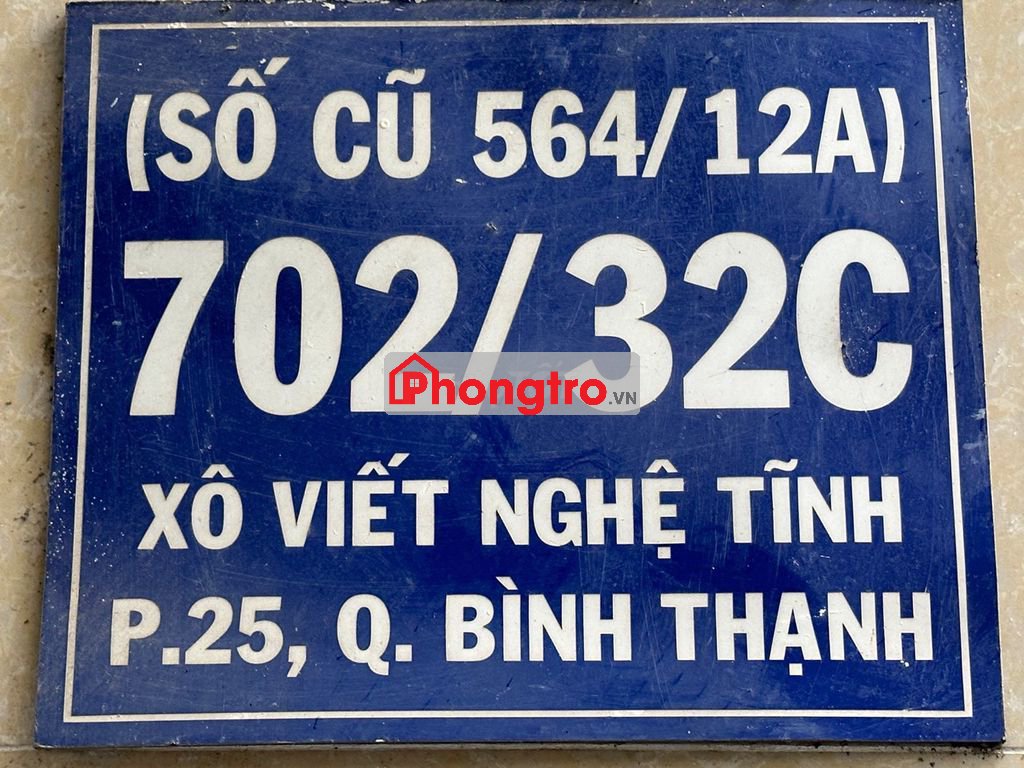 (SỐ CŨ 564/12A)
702/32C
Phongtro.VN
XÔ VIẾT NGHỆ TĨNH
P.25, Q. BÌNH THẠNH